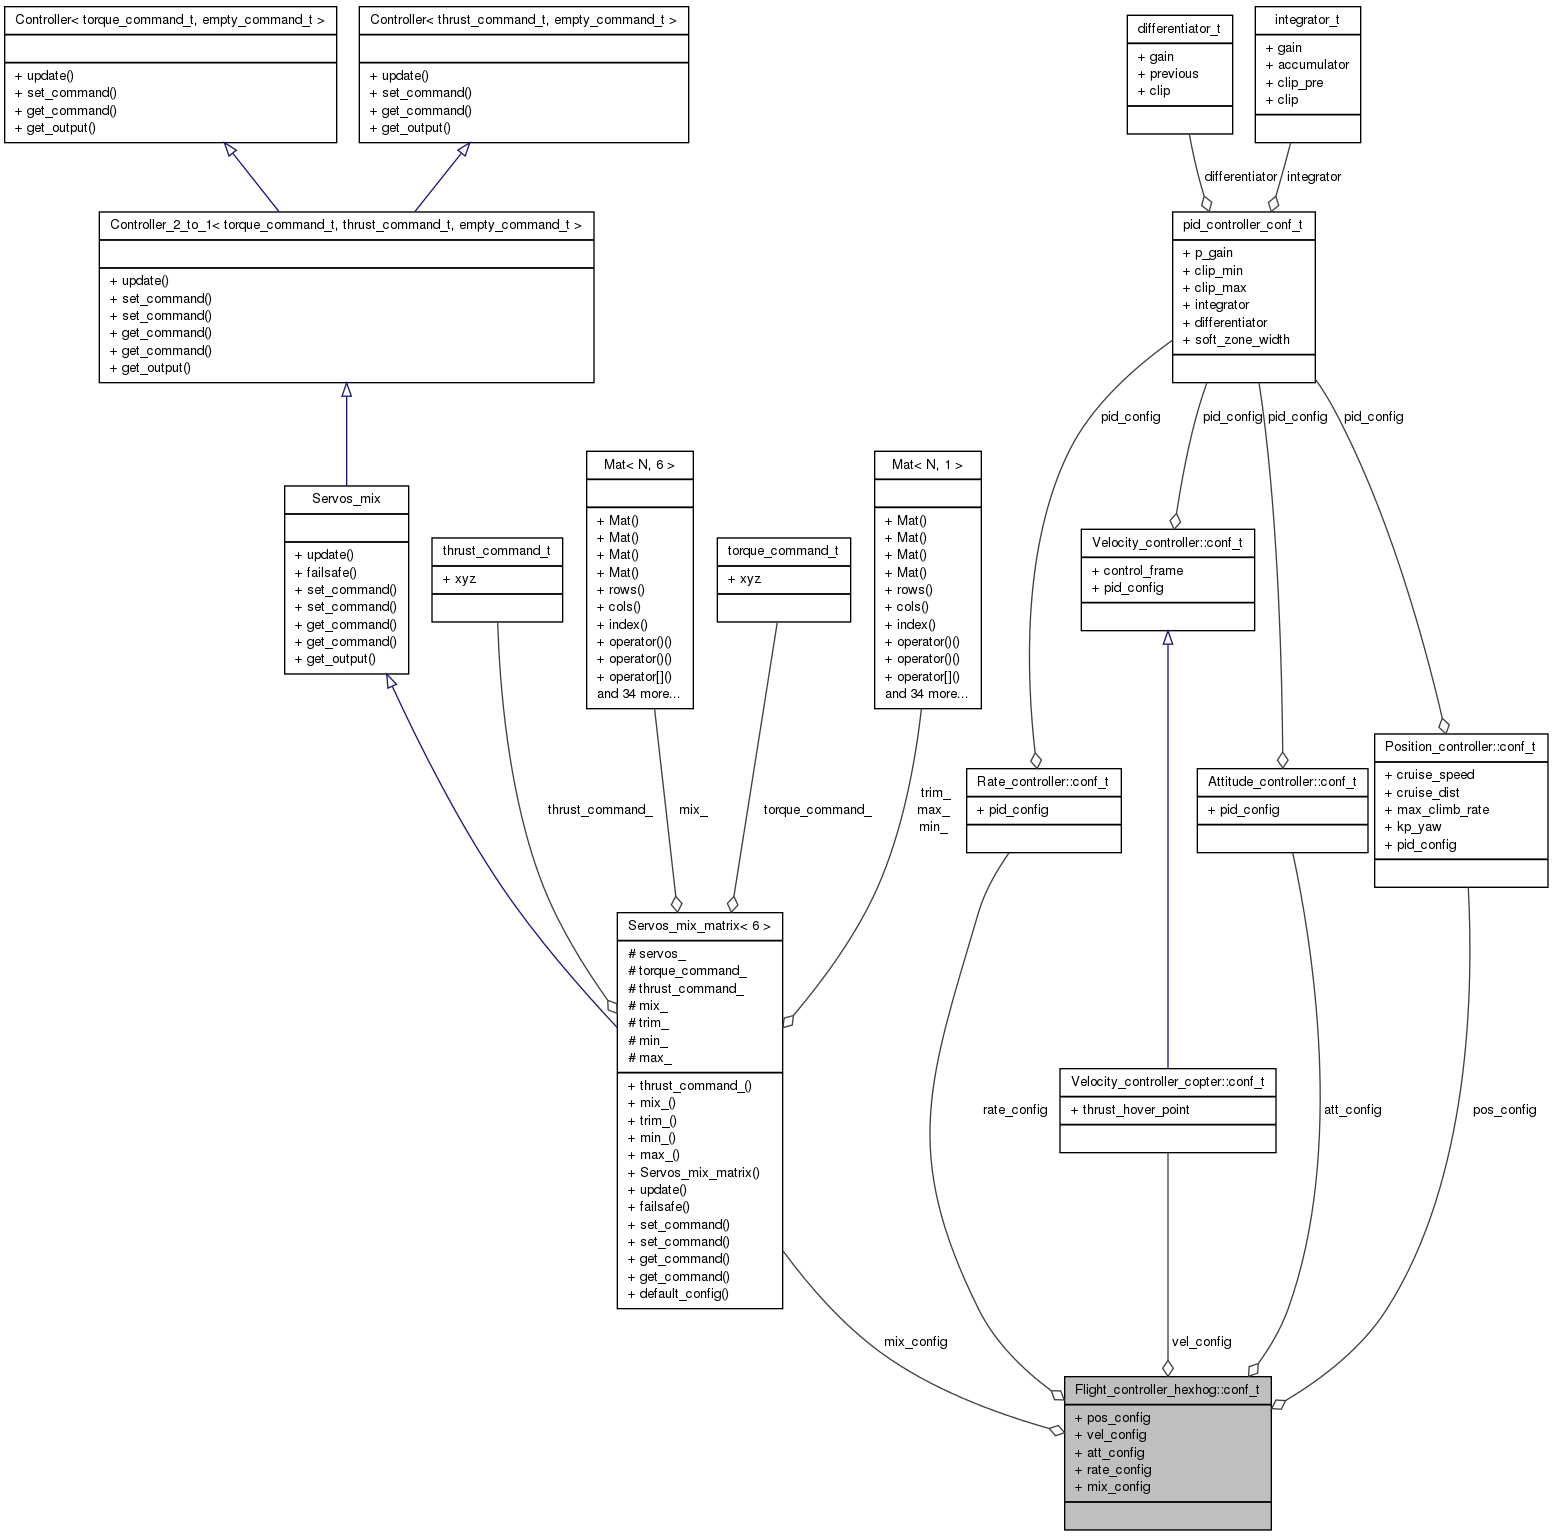 Controller< torque_command_t, empty_command_t >
+ update()
+ set_command()
+ get_command()
+ get_output()
Controller< thrust_command_t, empty_command_t >
+ update()
+ set_command()
+ get_command()
+ get_output()
differentiator_t
+ gain
+ previous
+ clip
integrator_t
+ gain
+ accumulator
+ clip_pre
+ clip
differentiator
integrator
Controller_2_to_1< torque_command_t, thrust_command_t, empty_command_t >
+ update()
+ set_command()
+ set_command()
+ get_command()
+ get_command()
+ get_output()
pid_controller_conf_t
+ p_gain
+ clip_min
+ clip_max
+ integrator
+ differentiator
+ soft_zone_width
pid_config
pid_config
pid_config
pid_config
Servos_mix
+ update()
+ failsafe()
+ set_command()
+ set_command()
+ get_command()
+ get_command()
+ get_output()
thrust_command_t
+ xyz
Mat< N, 6 >
+ Mat()
+ Mat()
+ Mat()
+ Mat()
+ rows()
+ cols()
+ index()
+ operator()()
+ operator()()
+ operator[]()
and 34 more...
torque_command_t
+ xyz
Mat< N, 1 >
+ Mat()
+ Mat()
+ Mat()
+ Mat()
+ rows()
+ cols()
+ index()
+ operator()()
+ operator()()
+ operator[]()
and 34 more...
Velocity_controller::conf_t
+ control_frame
+ pid_config
Rate_controller::conf_t
+ pid_config
Attitude_controller::conf_t
+ pid_config
Position_controller::conf_t
+ cruise_speed
+ cruise_dist
+ max_climb_rate
+ kp_yaw
+ pid_config
thrust_command_
mix_
torque_command_
trim_
max_
min_
Servos_mix_matrix< 6 >
# servos_
# torque_command_
# thrust_command_
# mix_
# trim_
# min_
# max_
+ thrust_command_()
+ mix_()
+ trim_()
+ min_()
+ max_()
+ Servos_mix_matrix()
+ update()
+ failsafe()
+ set_command()
+ set_command()
+ get_command()
+ get_command()
+ default_config()
Velocity_controller_copter::conf_t
+ thrust_hover_point
rate_config
att_config
pos_config
mix_config
vel_config
Flight_controller_hexhog::conf_t
+ pos_config
+ vel_config
+ att_config
+ rate_config
+ mix_config